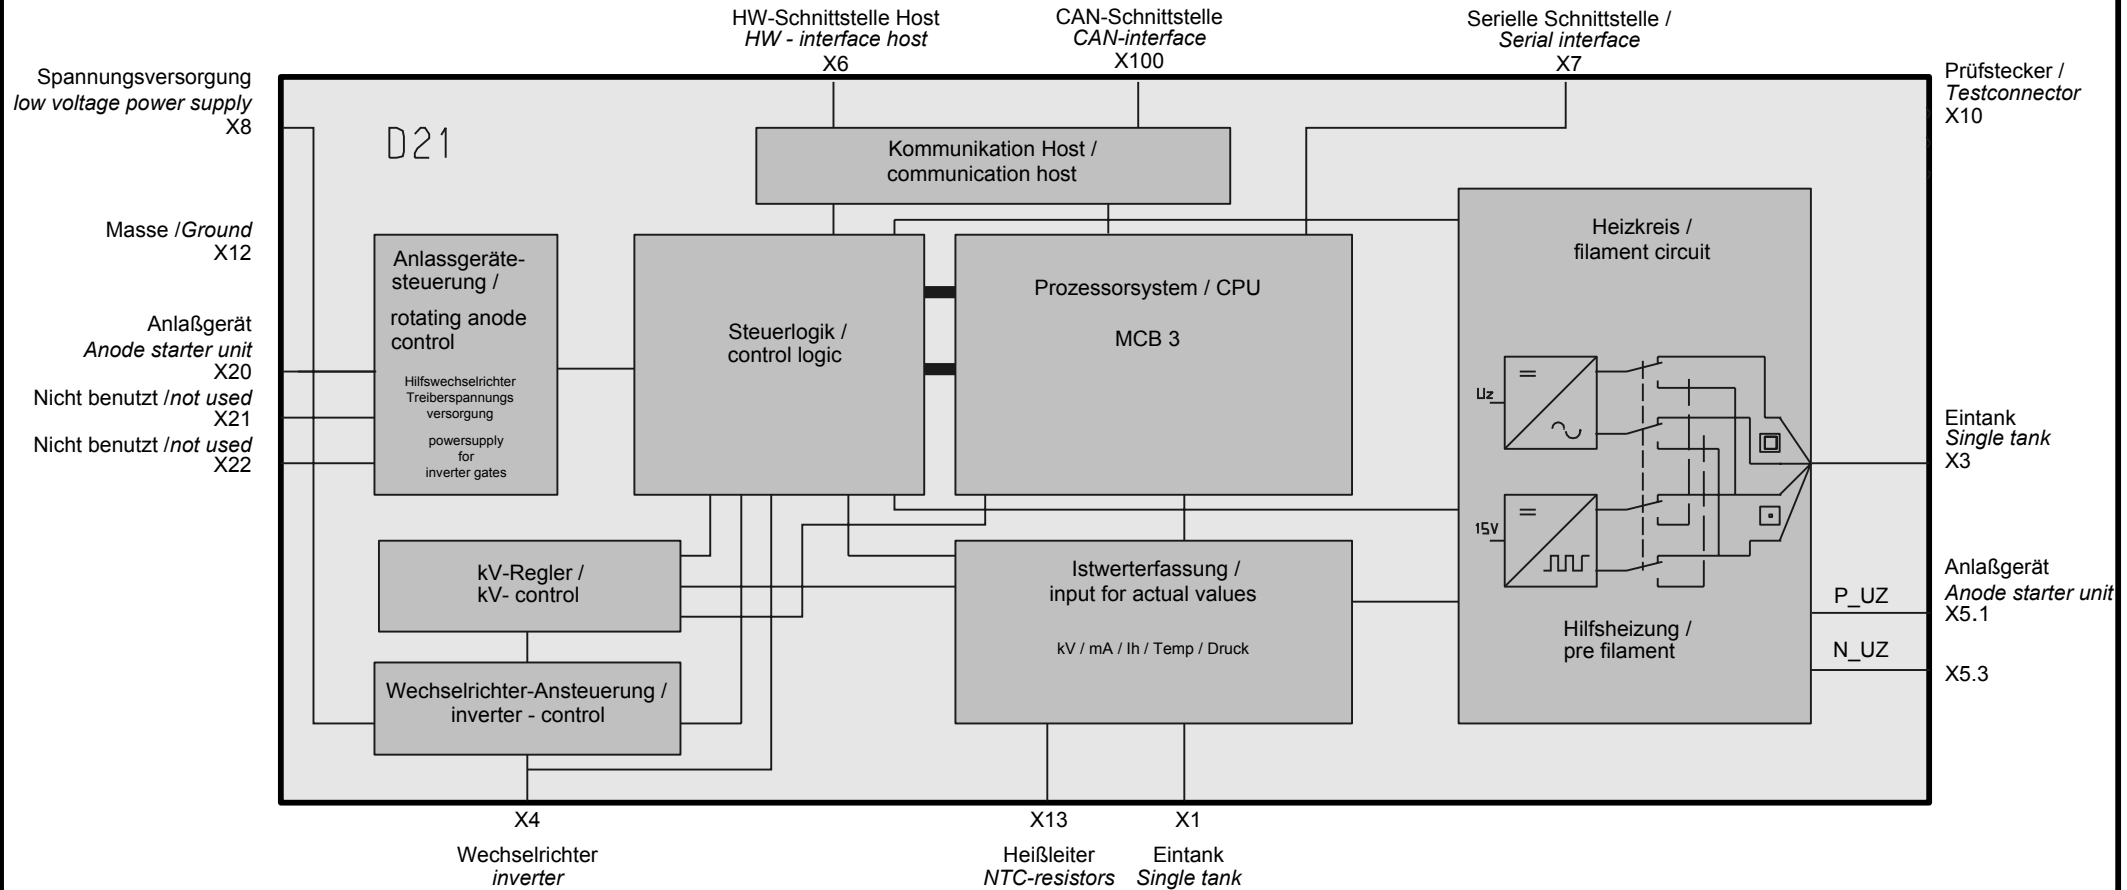 HW-Schnittstelle Host
HW - interface host
X6
CAN-Schnittstelle
CAN-interface
X100
Serielle Schnittstelle /
Serial interface
X7
Spannungsversorgung
low voltage power supply
X8
Prüfstecker /
Testconnector
X10
D21
Kommunikation Host /
communication host
Masse /Ground
X12
Anlaßgerät
Anode starter unit
X20
Nicht benutzt /not used
X21
Nicht benutzt /not used
X22
Anlassgeräte-
steuerung /
rotating anode
control
Hilfswechselrichter
Treiberspannungs
versorgung
powersupply
for
inverter gates
Steuerlogik /
control logic
Prozessorsystem / CPU
MCB 3
Heizkreis /
filament circuit
Uz
15V
Hilfsheizung /
pre filament
Eintank
Single tank
X3
Anlaßgerät
Anode starter unit
X5.1
X5.3
P_UZ
N_UZ
kV-Regler /
kV- control
Istwerterfassung /
input for actual values
kV / mA / Ih / Temp / Druck
Wechselrichter-Ansteuerung /
inverter - control
X4
Wechselrichter
inverter
X13
Heißleiter
NTC-resistors
X1
Eintank
Single tank